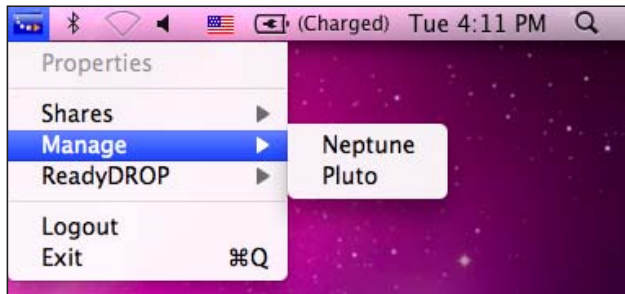 (Charged) Tue 4:11 PM
Properties
Shares
Manage
Neptune
ReadyDROP
Pluto
Logout
Exit ⌘Q